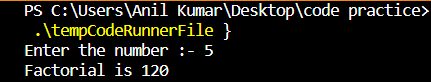 PS C:\Users\Anil Kumar\Desktop\code practice>
.\tempCodeRunnerFile }
Enter the number :- 5
Factorial is 120